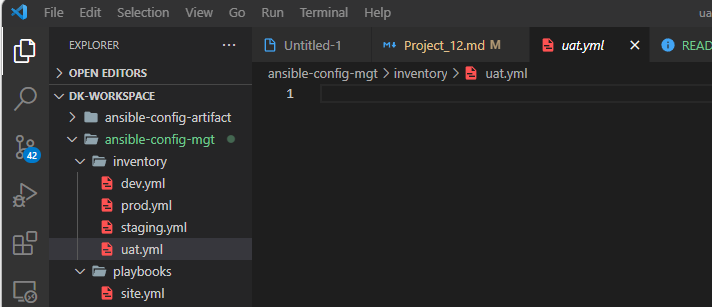 File Edit Selection View Go Run Terminal Help ua
EXPLORER ...
Untitled-1 Project_12.md M uat.yml READ
OPEN EDITORS
ansible-config-mgt > inventory > uat.yml
DK-WORKSPACE
1
ansible-config-artifact
ansible-config-mgt
42
inventory
dev.yml
prod.yml
staging.yml
uat.yml
playbooks
site.yml